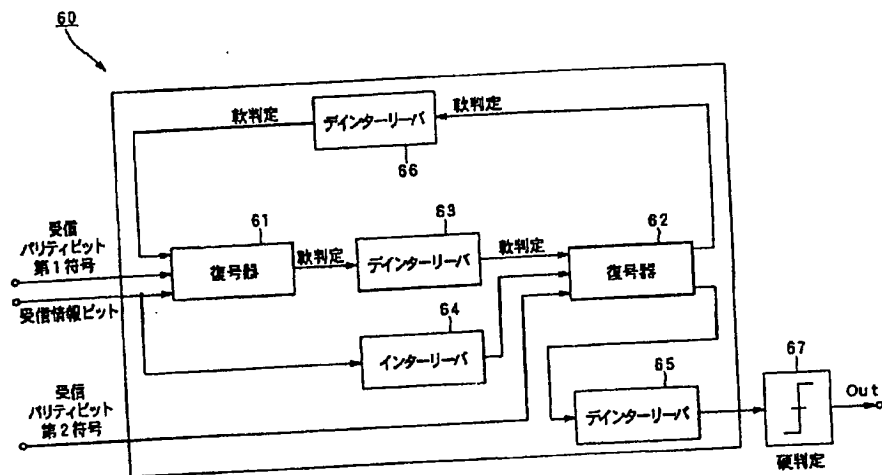 60
軟判定
デインターリーバ
軟判定
66
受信
パリティビット
第1符号
61
復号器
軟判定
63
デインターリーバ
軟判定
62
復号器
受信情報ビット
64
インターリーバ
受信
パリティビット
第2符号
65
デインターリーバ
67
Out
硬判定